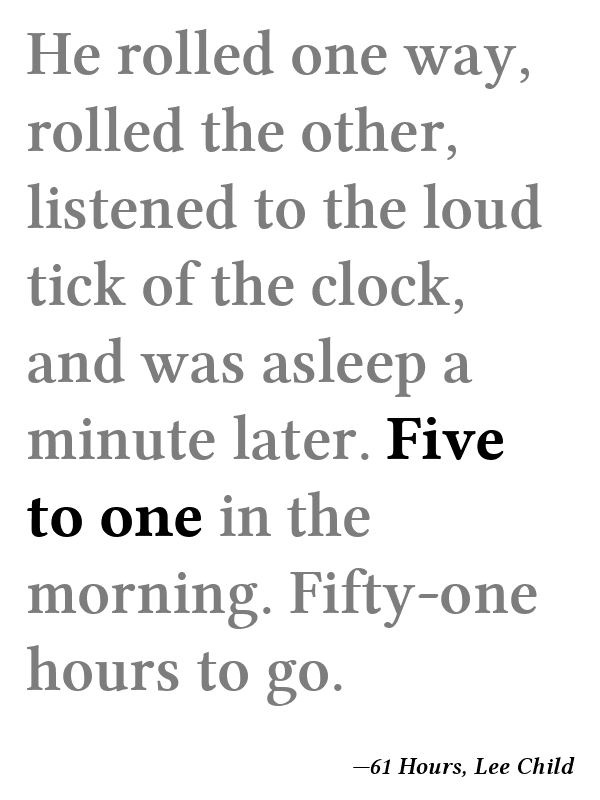 He rolled one way,
rolled the other,
listened to the loud
tick of the clock,
and was asleep a
minute later. Five
to one in the
morning. Fifty-one
hours to go.
—61 Hours, Lee Child